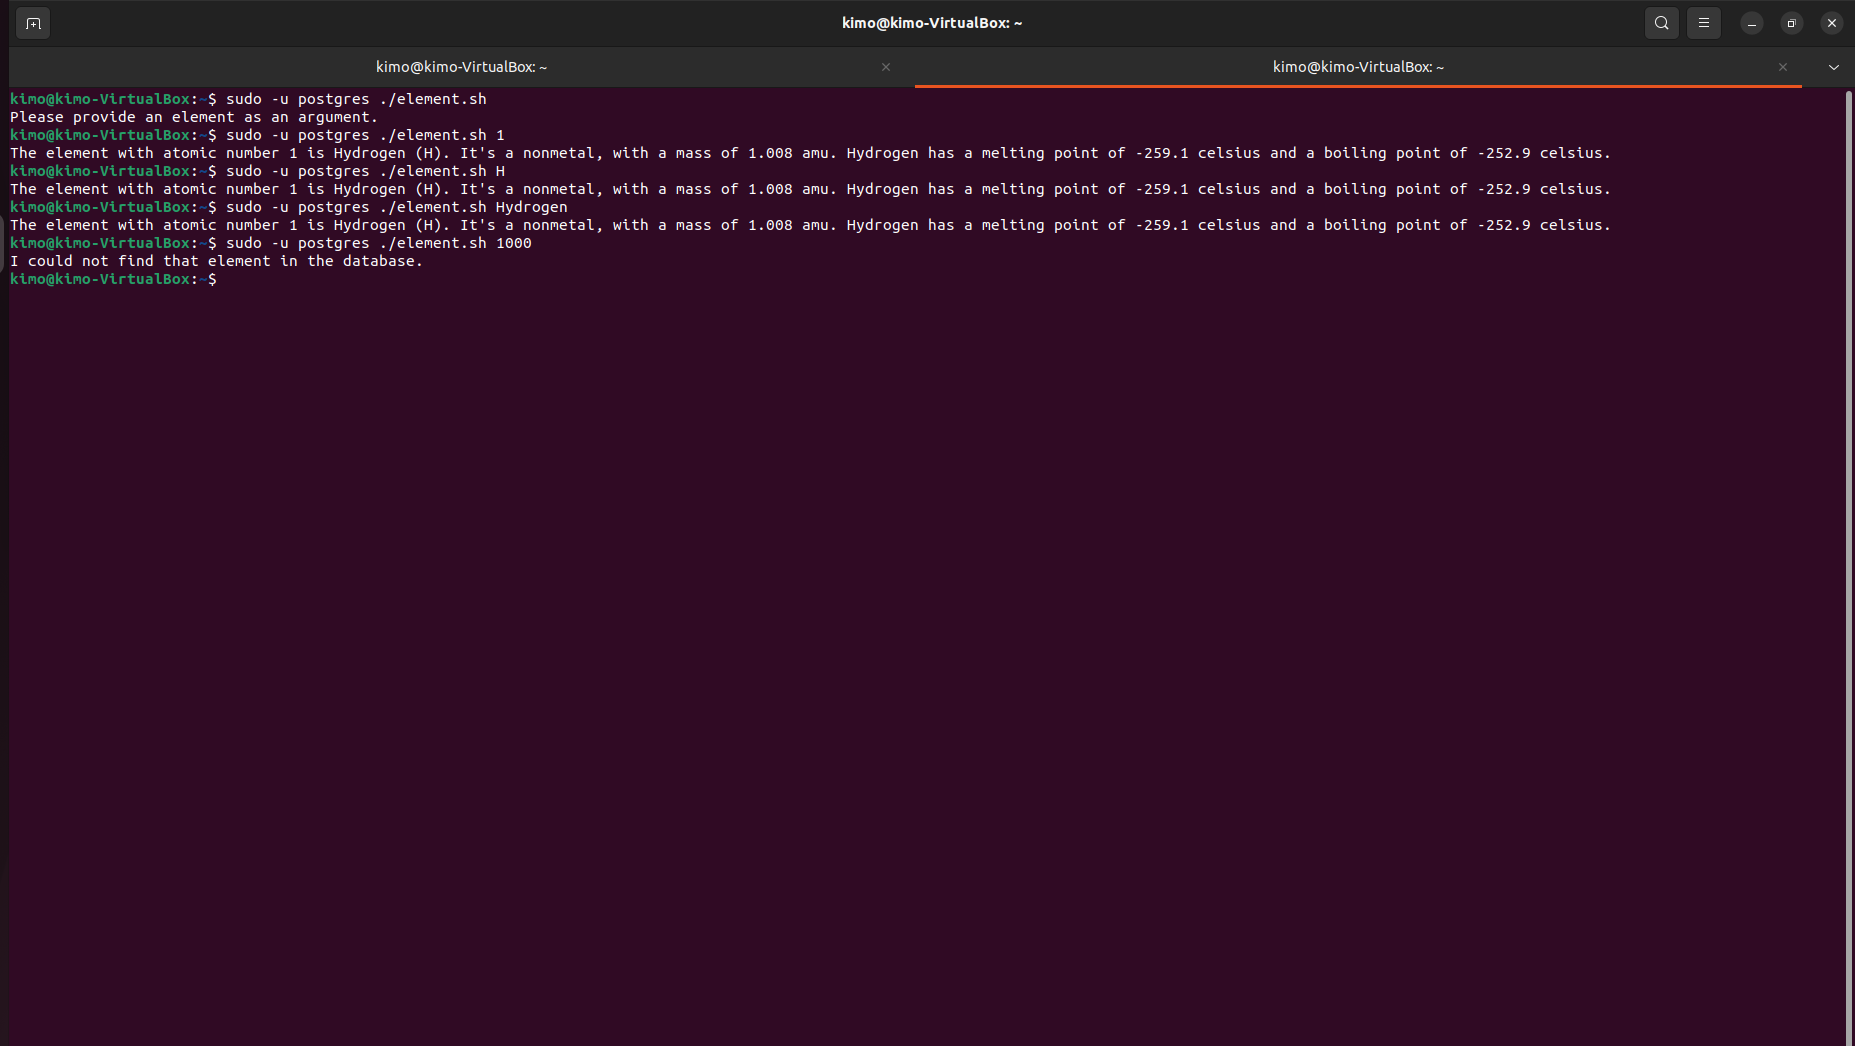 kimo@kimo-VirtualBox: ~
kimo@kimo-VirtualBox: ~
kimo@kimo-VirtualBox: ~
kimo@kimo-VirtualBox:~$ sudo -u postgres ./element.sh
Please provide an element as an argument.
kimo@kimo-VirtualBox:~$ sudo -u postgres ./element.sh 1
The element with atomic number 1 is Hydrogen (H). It's a nonmetal, with a mass of 1.008 amu. Hydrogen has a melting point of -259.1 celsius and a boiling point of -252.9 celsius.
kimo@kimo-VirtualBox:~$ sudo -u postgres ./element.sh H
The element with atomic number 1 is Hydrogen (H). It's a nonmetal, with a mass of 1.008 amu. Hydrogen has a melting point of -259.1 celsius and a boiling point of -252.9 celsius.
kimo@kimo-VirtualBox:~$ sudo -u postgres ./element.sh Hydrogen
The element with atomic number 1 is Hydrogen (H). It's a nonmetal, with a mass of 1.008 amu. Hydrogen has a melting point of -259.1 celsius and a boiling point of -252.9 celsius.
kimo@kimo-VirtualBox:~$ sudo -u postgres ./element.sh 1000
I could not find that element in the database.
kimo@kimo-VirtualBox:~$